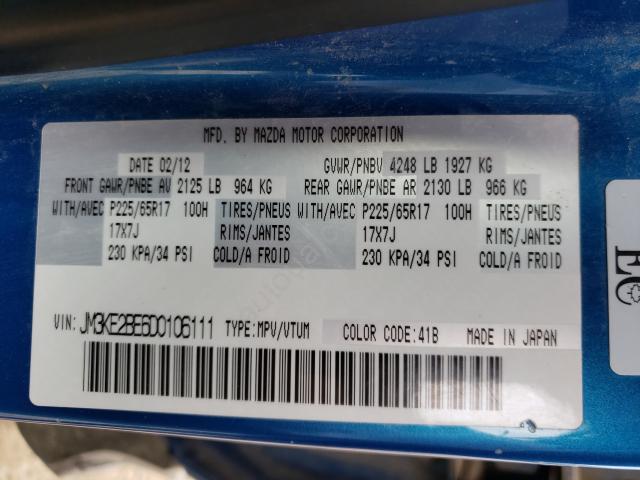 MFD. BY MAZDA MOTOR CORPORATION
DATE 02/12 GVWR/PNBV 4248 LB 1927 KG
FRONT GAWR/PNBE AV 2125 LB 964 KG REAR GAWR/PNBE AR 2130 LB 966 KG
WITH/AVEC P225/65R17 100H TIRES/PNEUS WITH/AVEC P225/65R17 100H TIRES/PNEUS
17X7J RIMS/JANTES 17X7J RIMS/JANTES
230 KPA/34 PSI COLD/A FROID 230 KPA/34 PSI COLD/A FROID
VIN: JM3KE2BE6D0106111 TYPE:MPV/VTUM COLOR CODE:41B MADE IN JAPAN
EC